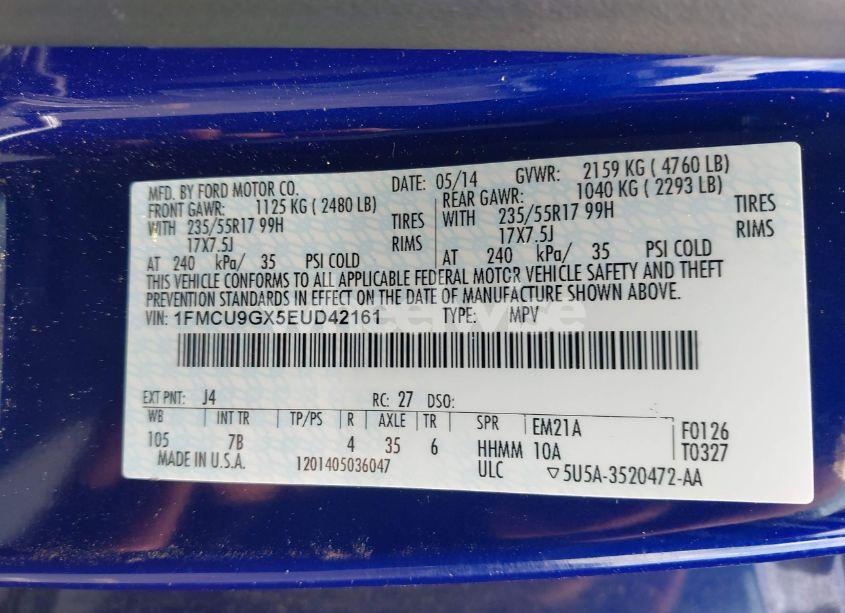 MFD. BY FORD MOTOR CO. DATE: 05/14 GVWR: 2159 KG ( 4760 LB)
FRONT GAWR: 1125 KG ( 2480 LB) REAR GAWR: 1040 KG ( 2293 LB)
WITH 235/55R17 99H TIRES WITH 235/55R17 99H TIRES
17X7.5J RIMS 17X7.5J RIMS
AT 240 kPa/ 35 PSI COLD AT 240 kPa/ 35 PSI COLD
THIS VEHICLE CONFORMS TO ALL APPLICABLE FEDERAL MOTOR VEHICLE SAFETY AND THEFT
PREVENTION STANDARDS IN EFFECT ON THE DATE OF MANUFACTURE SHOWN ABOVE.
VIN: 1FMCU9GX5EUD42161 TYPE: MPV
EXT PNT: J4 RC: 27 DSO:
WB INT TR TP/PS R AXLE TR SPR EM21A F0126
105 7B 4 35 6 HHMM 10A T0327
MADE IN U.S.A. 1201405036047 ULC ▽5U5A-3520472-AA